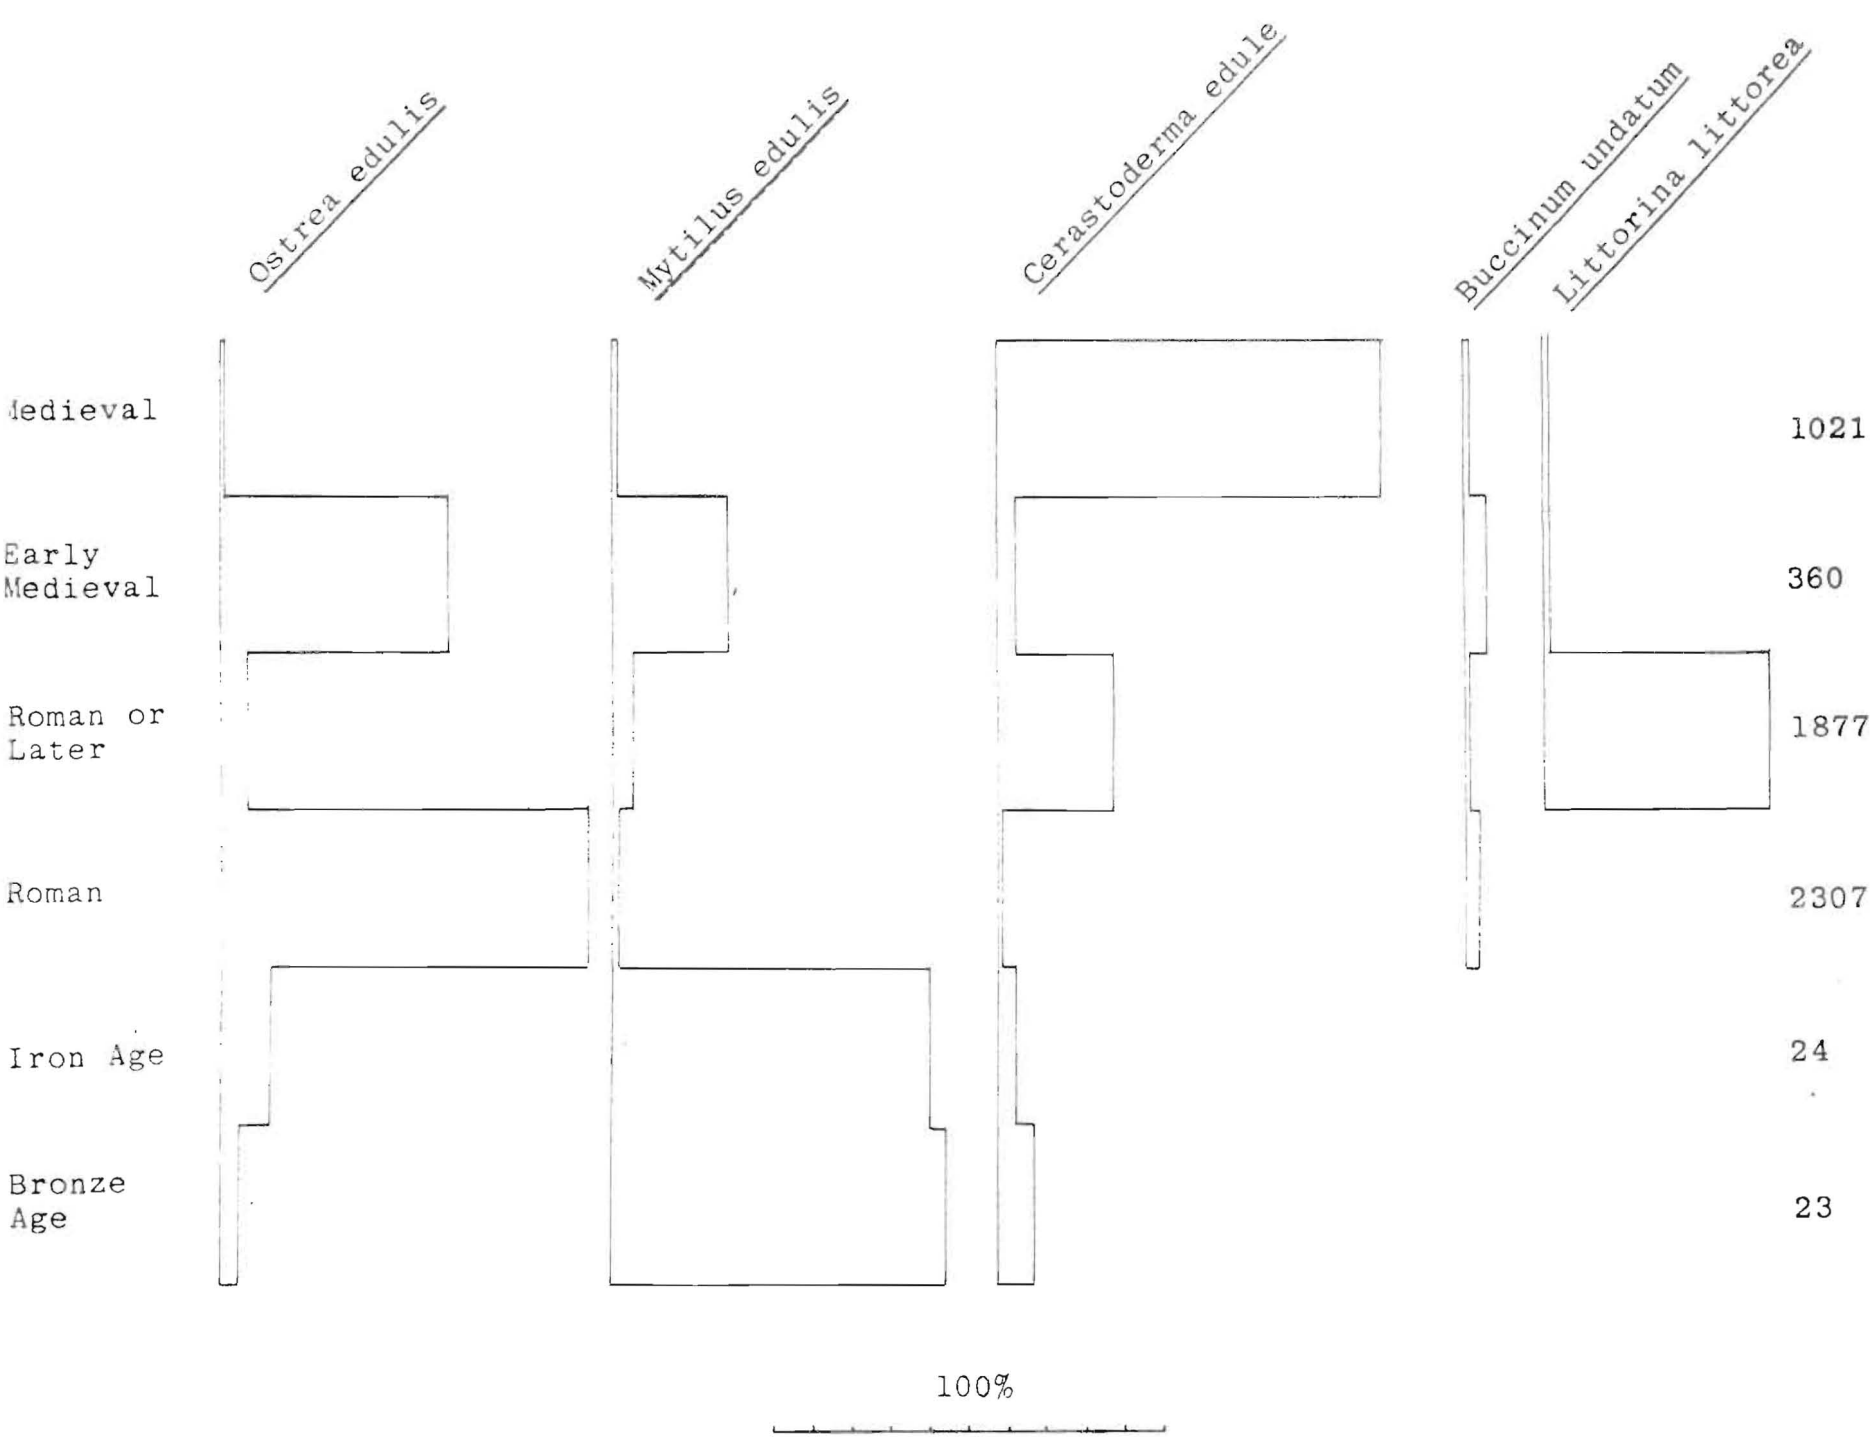 Ostrea edulis
Mytilus edulis
Cerastoderma edule
Buccinum undatum
Littorina littorea
Medieval
1021
Early
Medieval
360
Roman or
Later
1877
Roman
2307
Iron Age
24
Bronze
Age
23
100%